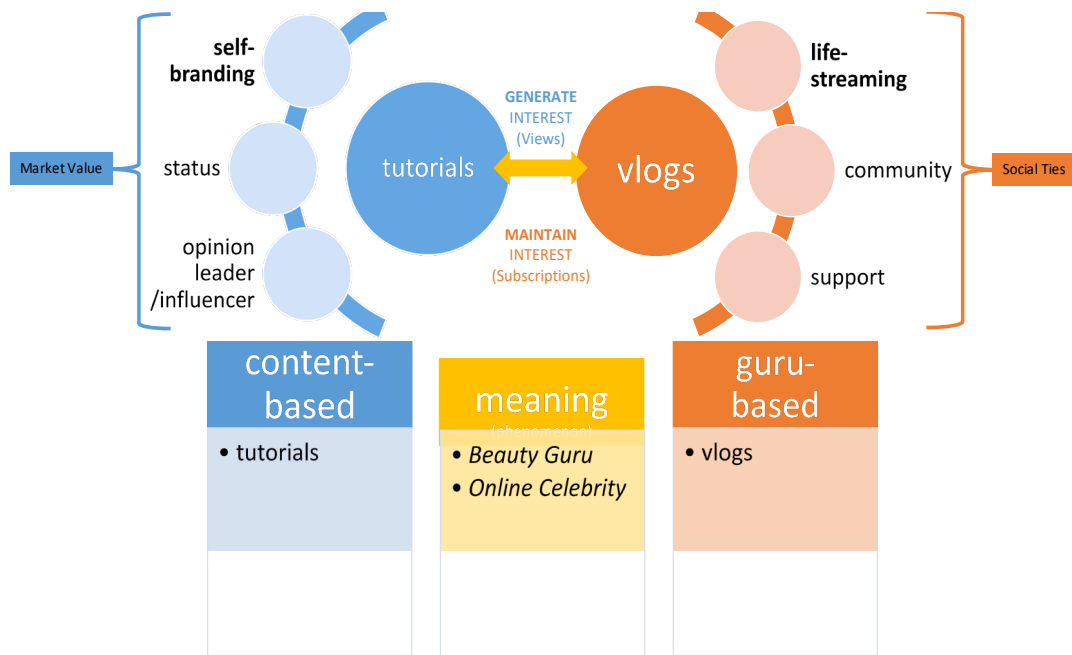 self-
branding
status
opinion
leader
/influencer
Market Value
tutorials
GENERATE
INTEREST
(Views)
MAINTAIN
INTEREST
(Subscriptions)
vlogs
life-
streaming
community
support
Social Ties
content-
based
• tutorials
meaning
(phenomenon)
• Beauty Guru
• Online Celebrity
guru-
based
• vlogs